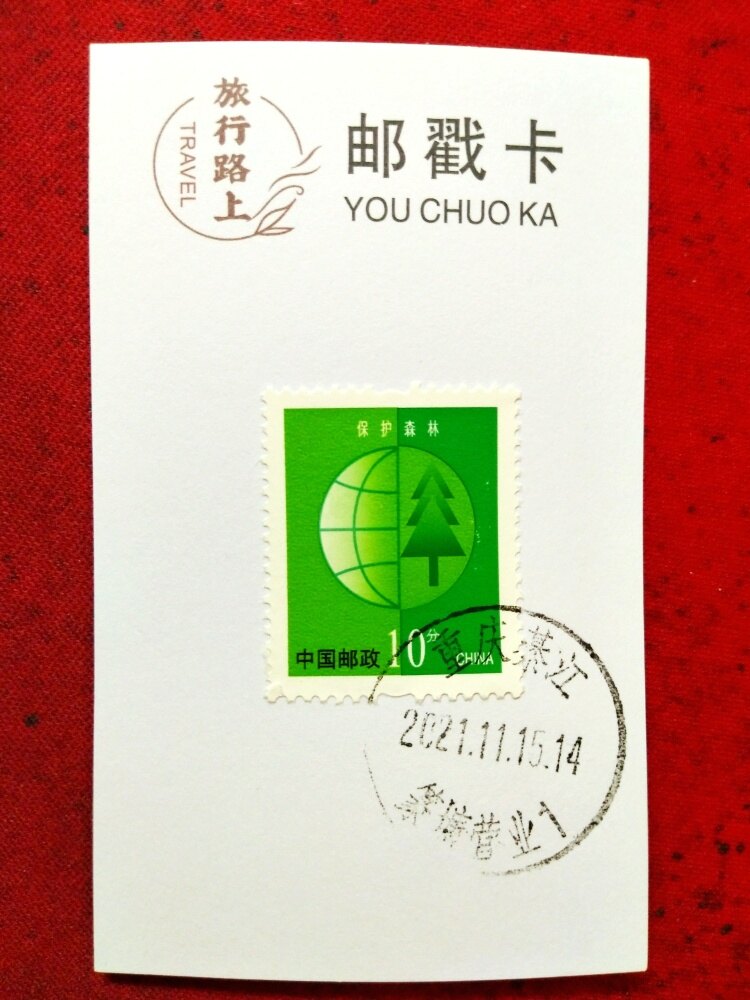 旅行路上
TRAVEL
邮戳卡
YOU CHUO KA
保护森林
中国邮政 10分 CHINA
重庆綦江
2021.11.15.14
营业1